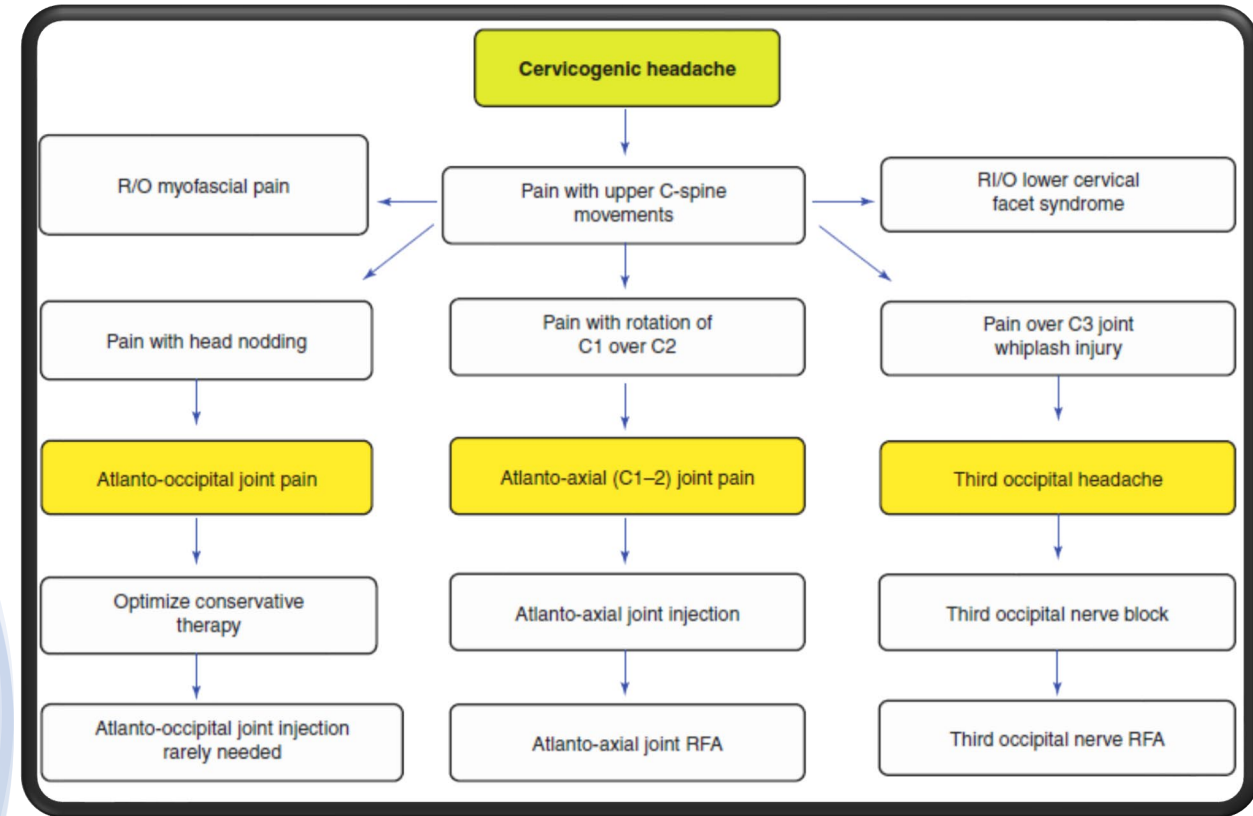 Cervicogenic headache
R/O myofascial pain
Pain with upper C-spine
movements
RI/O lower cervical
facet syndrome
Pain with head nodding
Pain with rotation of
C1 over C2
Pain over C3 joint
whiplash injury
Atlanto-occipital joint pain
Atlanto-axial (C1–2) joint pain
Third occipital headache
Optimize conservative
therapy
Atlanto-axial joint injection
Third occipital nerve block
Atlanto-occipital joint injection
rarely needed
Atlanto-axial joint RFA
Third occipital nerve RFA